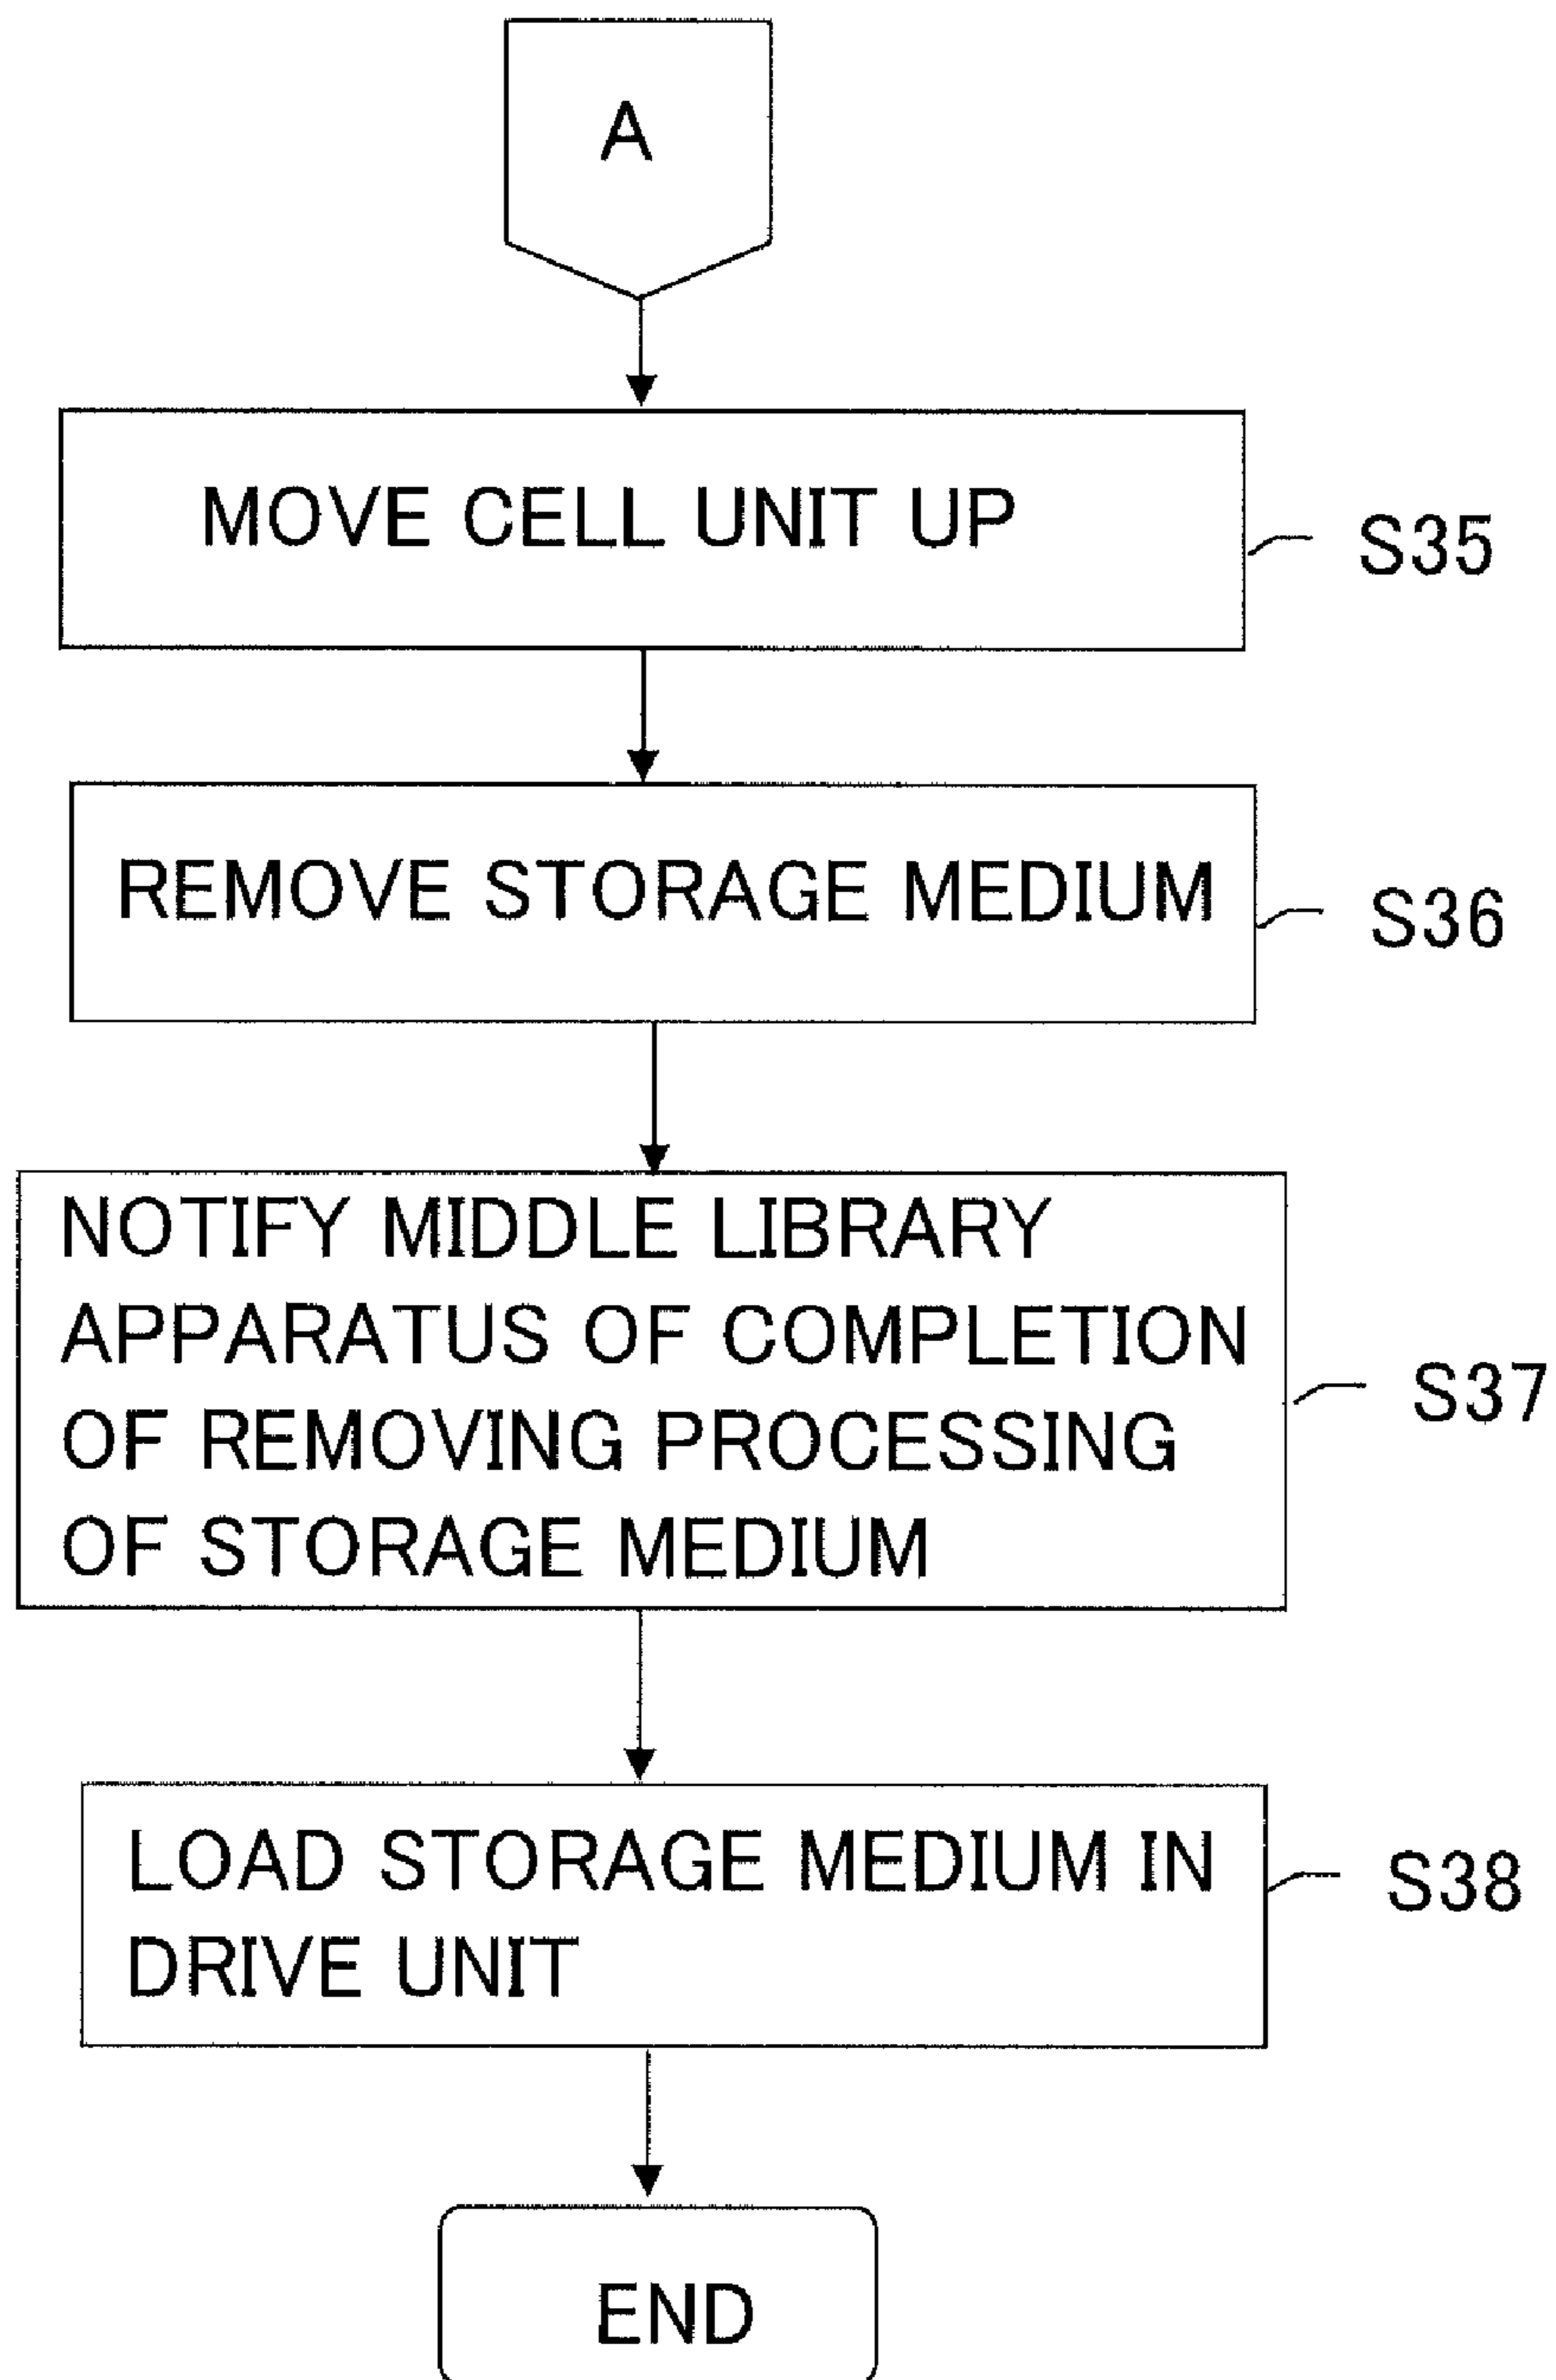 A
MOVE CELL UNIT UP
S35
REMOVE STORAGE MEDIUM
S36
NOTIFY MIDDLE LIBRARY
APPARATUS OF COMPLETION
OF REMOVING PROCESSING
OF STORAGE MEDIUM
S37
LOAD STORAGE MEDIUM IN
DRIVE UNIT
S38
END